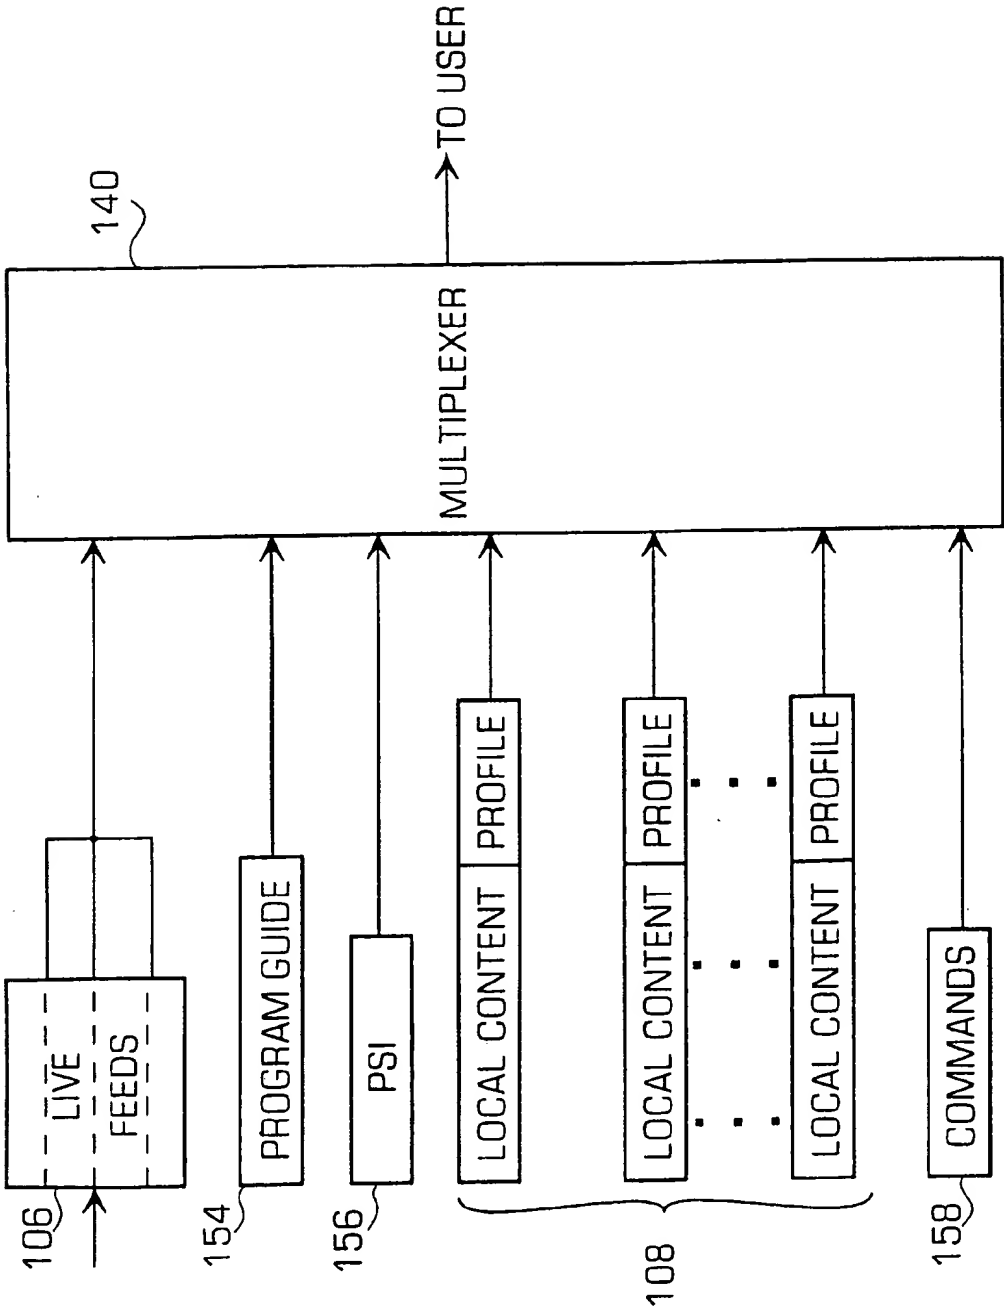 106
LIVE
FEEDS
154
PROGRAM GUIDE
156
PSI
108
LOCAL CONTENT PROFILE
LOCAL CONTENT PROFILE
LOCAL CONTENT PROFILE
158
COMMANDS
MULTIPLEXER
140
TO USER